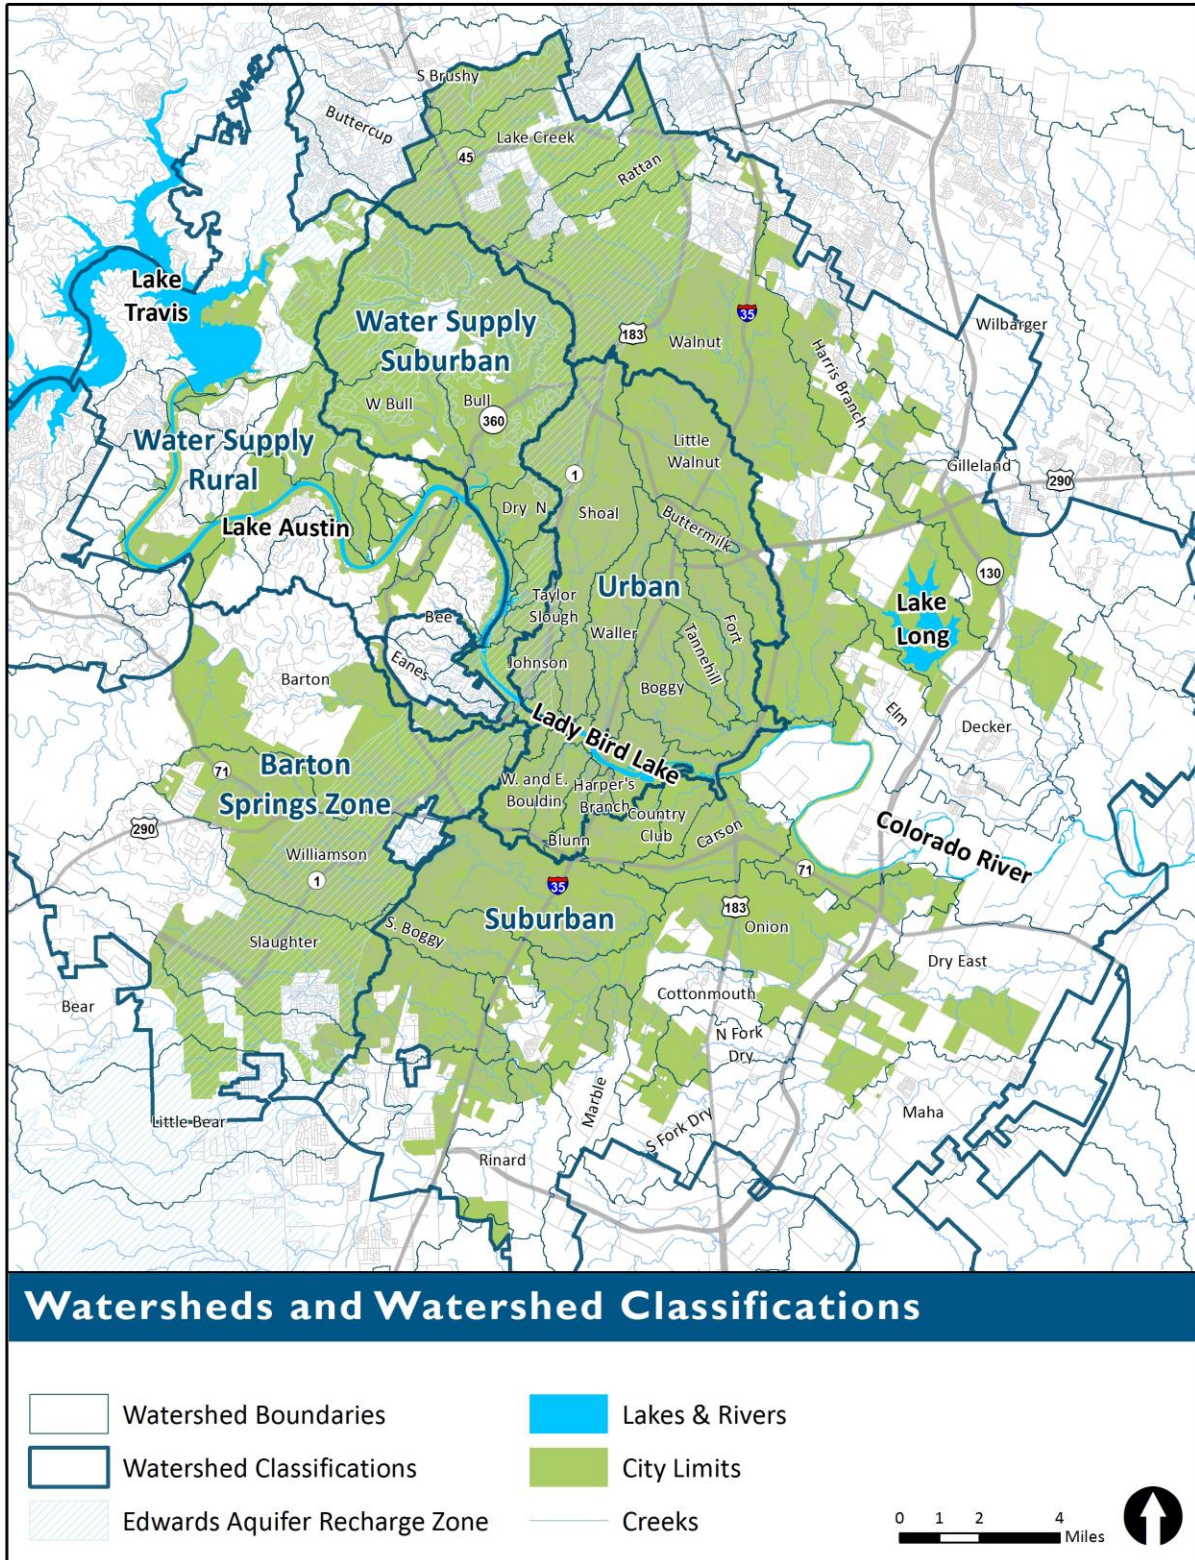 S Brushy
Buttercup
Lake Creek
45
Rattan
Lake
Travis
Water Supply
Suburban
183
35
Walnut
Wilbarger
Harris Branch
W Bull
Bull
360
Water Supply
Rural
Little
Walnut
1
Gilleland
290
Lake Austin
Dry N
Shoal
Buttermilk
130
Urban
Taylor
Slough
Lake
Long
Bee
Waller
Fort
Tannehill
Eanes
Johnson
Barton
Boggy
Elm
Decker
Lady Bird Lake
71
Barton
Springs Zone
W. and E.
Bouldin
Harper's
Branch
Country
Club
Carson
Colorado River
290
Blunn
Williamson
1
71
35
Suburban
183
Onion
S. Boggy
Slaughter
Dry East
Cottonmouth
Bear
N Fork
Dry
Marble
Maha
Little Bear
S Fork Dry
Rinard
Watersheds and Watershed Classifications
Watershed Boundaries
Lakes & Rivers
Watershed Classifications
City Limits
Edwards Aquifer Recharge Zone
Creeks
0 1 2 4
Miles